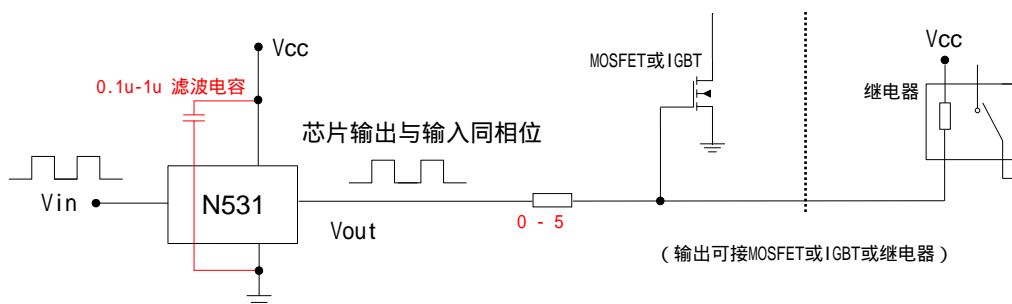 Vcc
0.1u-1u 滤波电容
MOSFET或IGBT
Vcc
继电器
芯片输出与输入同相位
Vin
N531
Vout
0 - 5
（输出可接MOSFET或IGBT或继电器）